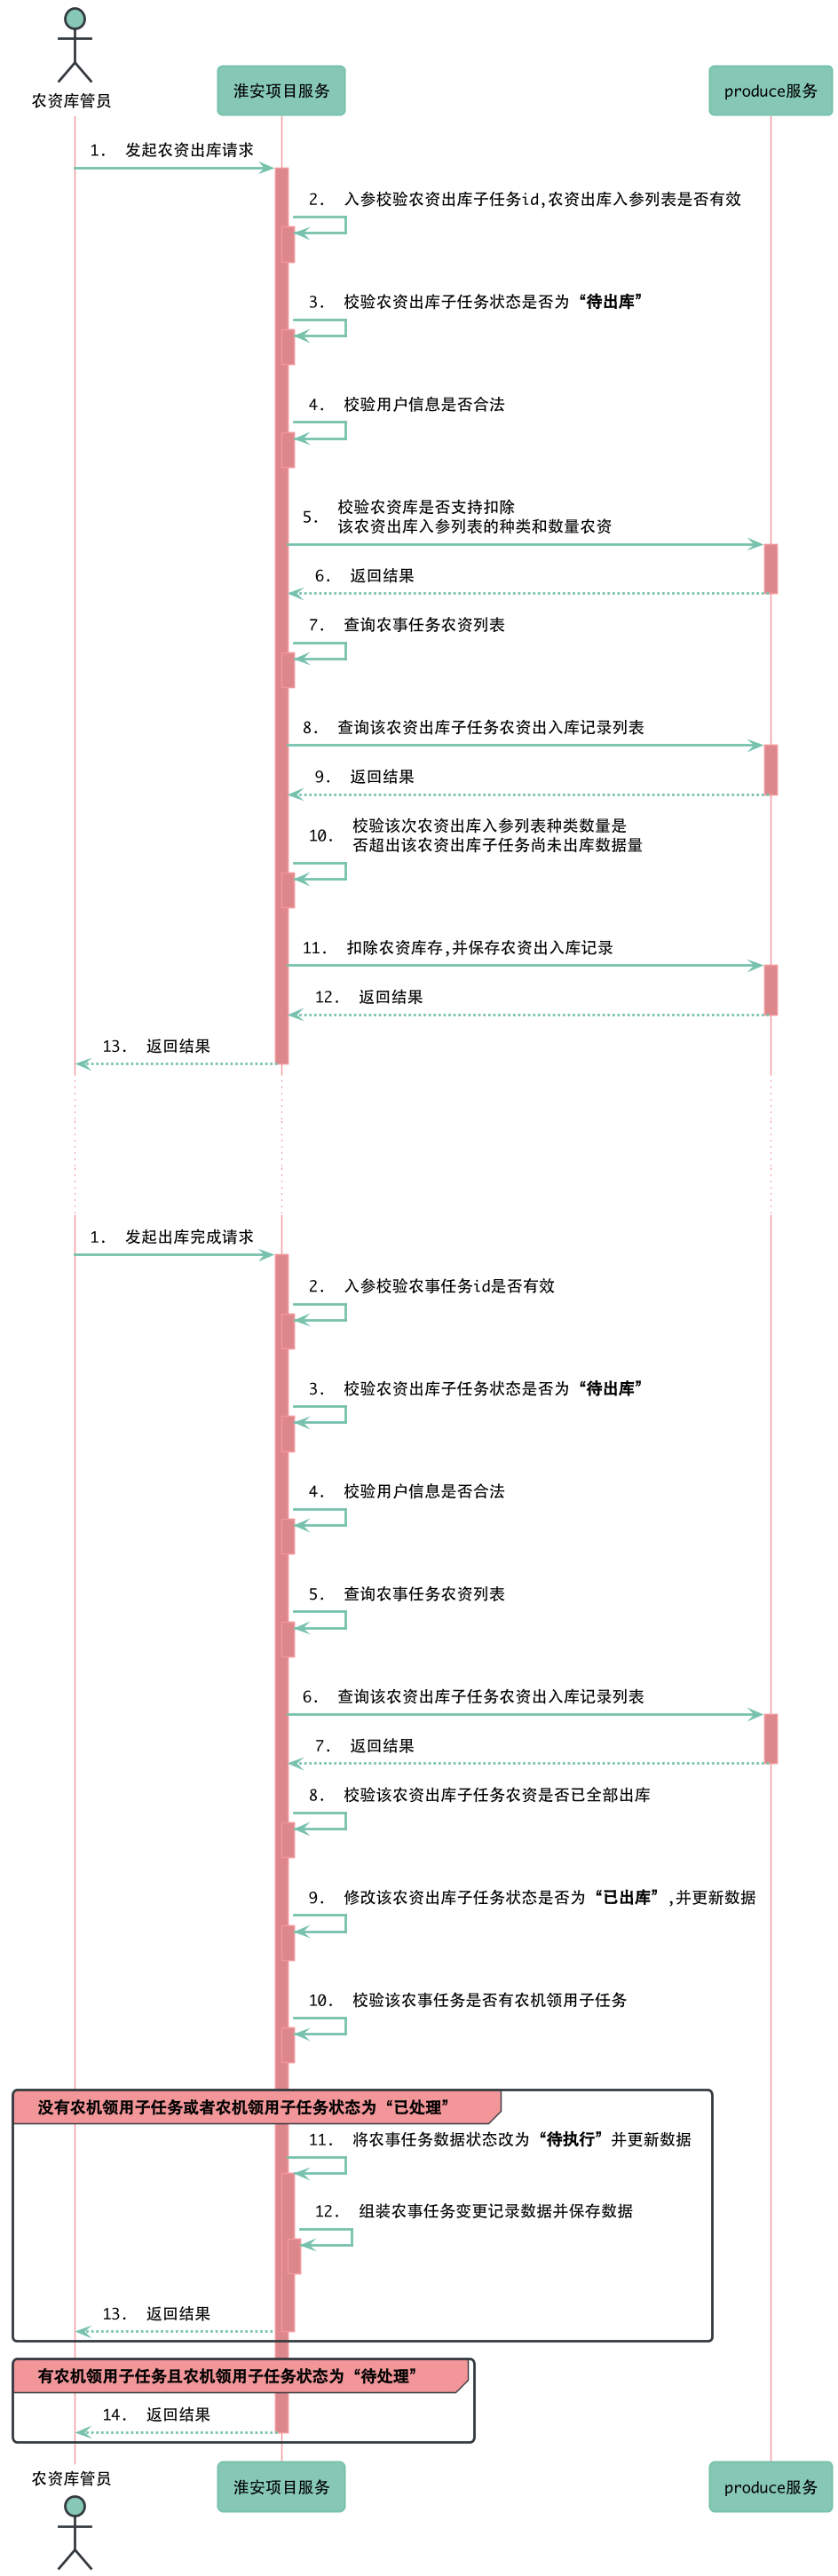 农资库管员
淮安项目服务
produce服务
1. 发起农资出库请求
2. 入参校验农资出库子任务id,农资出库入参列表是否有效
3. 校验农资出库子任务状态是否为“待出库”
4. 校验用户信息是否合法
5. 校验农资库是否支持扣除
该农资出库入参列表的种类和数量农资
6. 返回结果
7. 查询农事任务农资列表
8. 查询该农资出库子任务农资出入库记录列表
9. 返回结果
10. 校验该次农资出库入参列表种类数量是
否超出该农资出库子任务尚未出库数据量
11. 扣除农资库存,并保存农资出入库记录
12. 返回结果
13. 返回结果
1. 发起出库完成请求
2. 入参校验农事任务id是否有效
3. 校验农资出库子任务状态是否为“待出库”
4. 校验用户信息是否合法
5. 查询农事任务农资列表
6. 查询该农资出库子任务农资出入库记录列表
7. 返回结果
8. 校验该农资出库子任务农资是否已全部出库
9. 修改该农资出库子任务状态是否为“已出库”,并更新数据
10. 校验该农事任务是否有农机领用子任务
没有农机领用子任务或者农机领用子任务状态为“已处理”
11. 将农事任务数据状态改为“待执行”并更新数据
12. 组装农事任务变更记录数据并保存数据
13. 返回结果
有农机领用子任务且农机领用子任务状态为“待处理”
14. 返回结果
农资库管员
淮安项目服务
produce服务